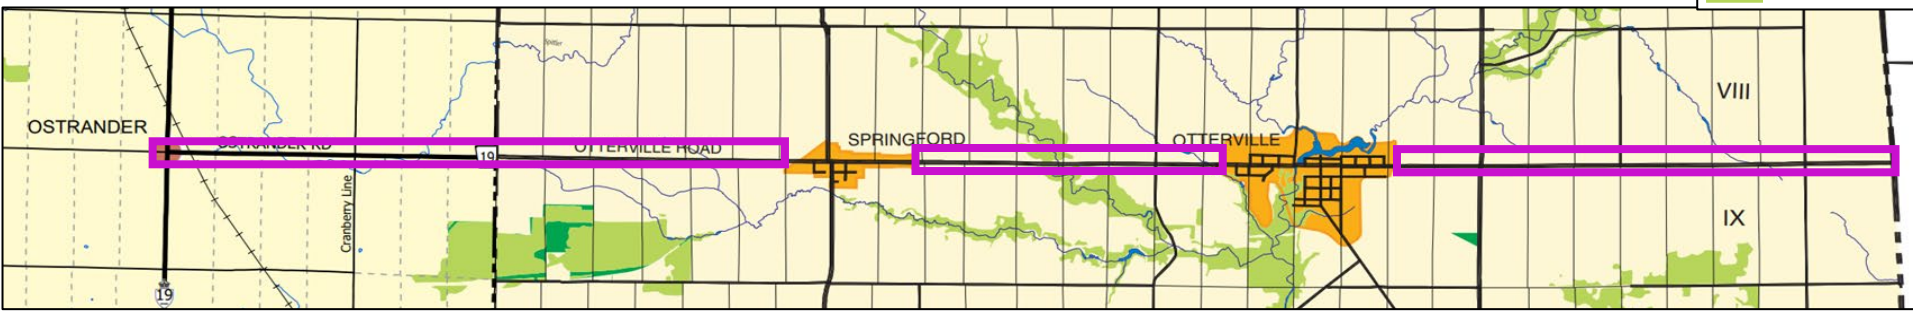 VIII
OSTRANDER
SPRINGFORD
OTTERVILLE
OSTRANDER RD
OTTERVILLE ROAD
19
Cranberry Line
IX
19